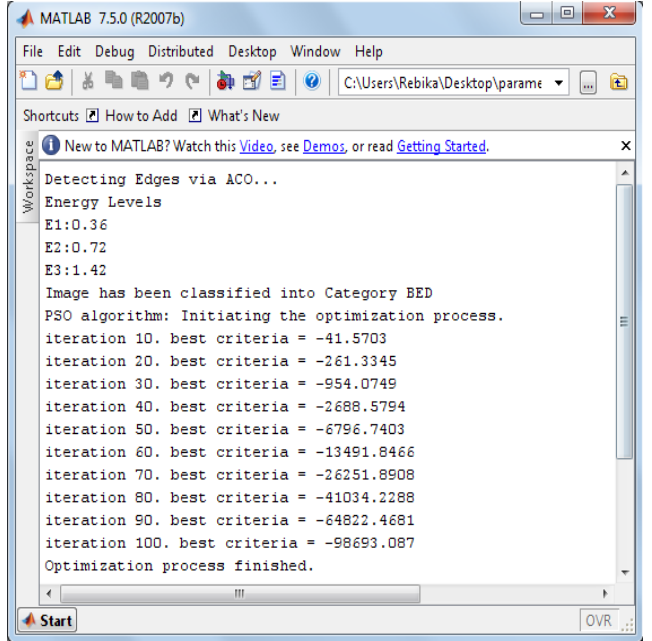 MATLAB 7.5.0 (R2007b)
File Edit Debug Distributed Desktop Window Help
C:\Users\Rebika\Desktop\parame
Shortcuts How to Add What's New
New to MATLAB? Watch this Video, see Demos, or read Getting Started.
Workspace
Detecting Edges via ACO...
Energy Levels
E1:0.36
E2:0.72
E3:1.42
Image has been classified into Category BED
PSO algorithm: Initiating the optimization process.
iteration 10. best criteria = -41.5703
iteration 20. best criteria = -261.3345
iteration 30. best criteria = -954.0749
iteration 40. best criteria = -2688.5794
iteration 50. best criteria = -6796.7403
iteration 60. best criteria = -13491.8466
iteration 70. best criteria = -26251.8908
iteration 80. best criteria = -41034.2288
iteration 90. best criteria = -64822.4681
iteration 100. best criteria = -98693.087
Optimization process finished.
Start
OVR